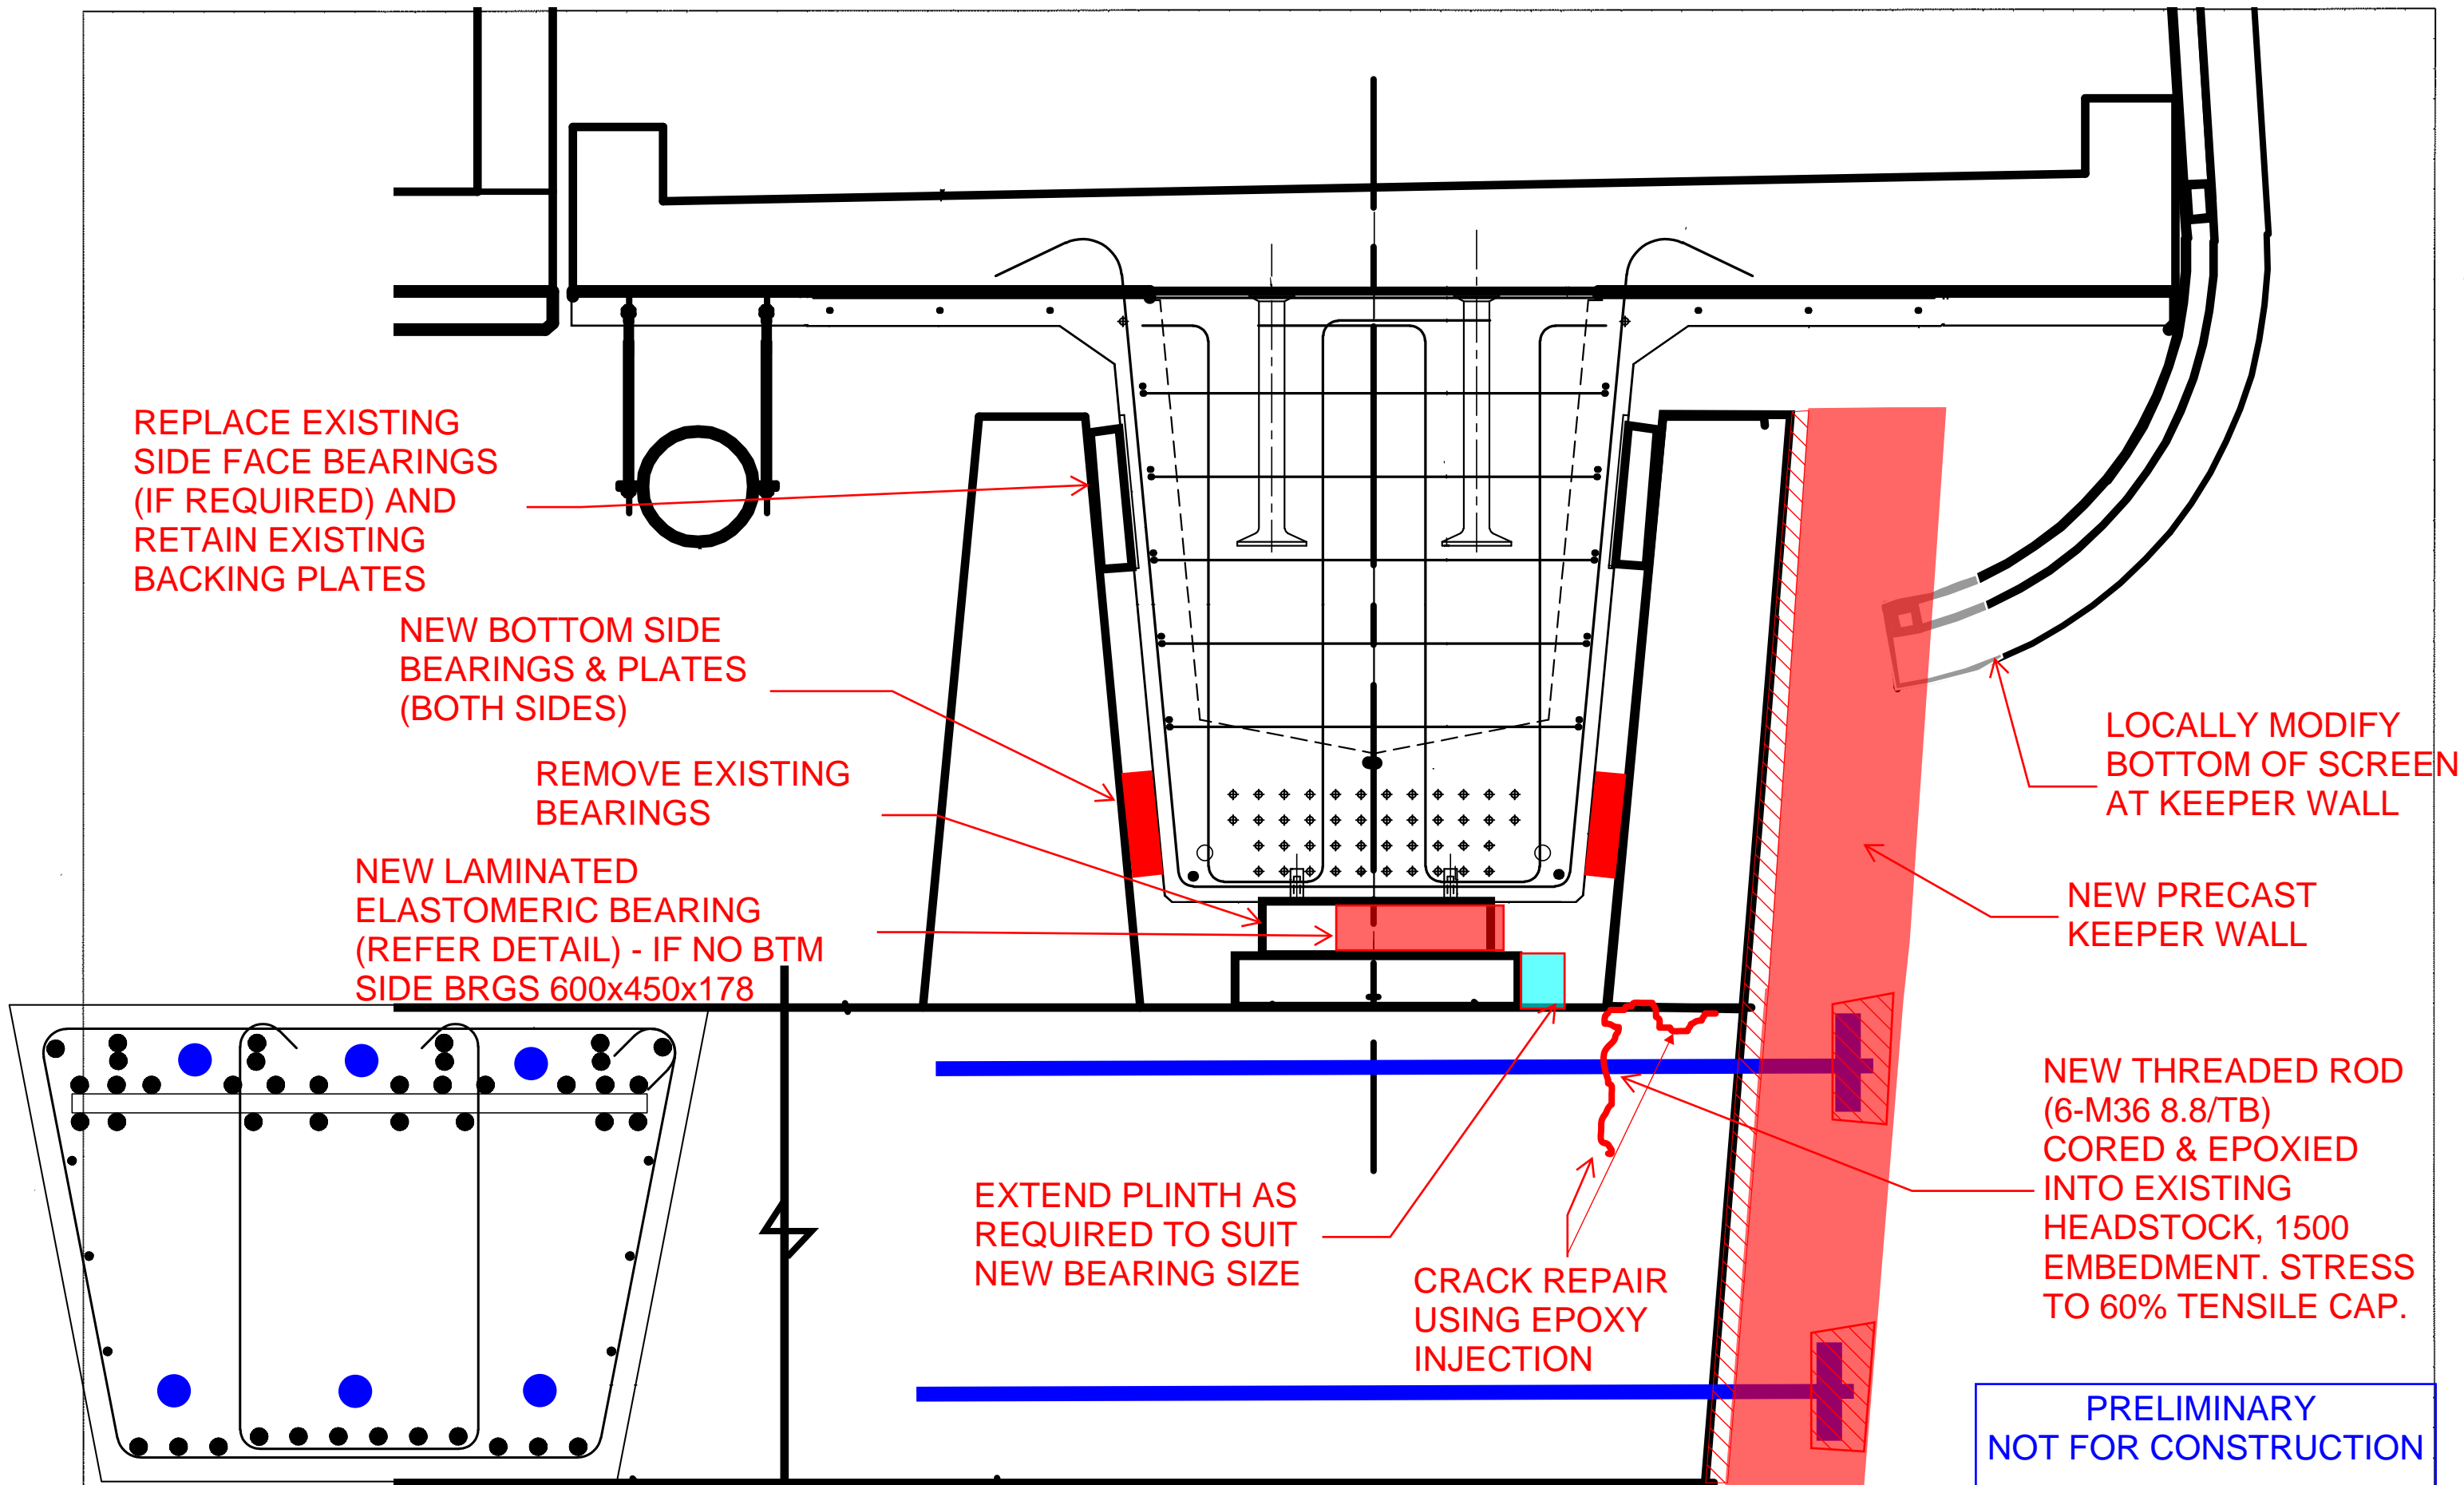 REPLACE EXISTING
SIDE FACE BEARINGS
(IF REQUIRED) AND
RETAIN EXISTING
BACKING PLATES
NEW BOTTOM SIDE
BEARINGS & PLATES
(BOTH SIDES)
REMOVE EXISTING
BEARINGS
NEW LAMINATED
ELASTOMERIC BEARING
(REFER DETAIL) - IF NO BTM
SIDE BRGS 600x450x178
EXTEND PLINTH AS
REQUIRED TO SUIT
NEW BEARING SIZE
CRACK REPAIR
USING EPOXY
INJECTION
LOCALLY MODIFY
BOTTOM OF SCREEN
AT KEEPER WALL
NEW PRECAST
KEEPER WALL
NEW THREADED ROD
(6-M36 8.8/TB)
CORED & EPOXIED
INTO EXISTING
HEADSTOCK, 1500
EMBEDMENT. STRESS
TO 60% TENSILE CAP.
PRELIMINARY
NOT FOR CONSTRUCTION